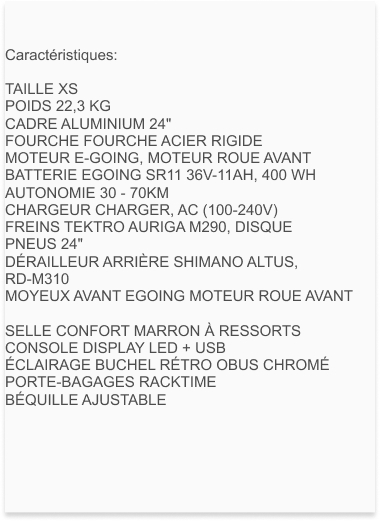 Caractéristiques:
TAILLE XS
POIDS 22,3 KG
CADRE ALUMINIUM 24"
FOURCHE FOURCHE ACIER RIGIDE
MOTEUR E-GOING, MOTEUR ROUE AVANT
BATTERIE EGOING SR11 36V-11AH, 400 WH
AUTONOMIE 30 - 70KM
CHARGEUR CHARGER, AC (100-240V)
FREINS TEKTRO AURIGA M290, DISQUE
PNEUS 24"
DÉRAILLEUR ARRIÈRE SHIMANO ALTUS,
RD-M310
MOYEUX AVANT EGOING MOTEUR ROUE AVANT
SELLE CONFORT MARRON À RESSORTS
CONSOLE DISPLAY LED + USB
ÉCLAIRAGE BUCHEL RÉTRO OBUS CHROMÉ
PORTE-BAGAGES RACKTIME
BÉQUILLE AJUSTABLE